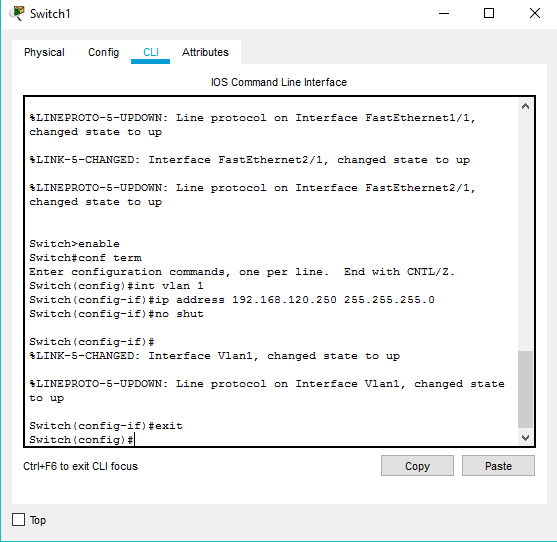 Switch1
Physical Config CLI Attributes
IOS Command Line Interface
%LINEPROTO-5-UPDOWN: Line protocol on Interface FastEthernet1/1,
changed state to up
%LINK-5-CHANGED: Interface FastEthernet2/1, changed state to up
%LINEPROTO-5-UPDOWN: Line protocol on Interface FastEthernet2/1,
changed state to up
Switch>enable
Switch#conf term
Enter configuration commands, one per line.  End with CNTL/Z.
Switch(config)#int vlan 1
Switch(config-if)#ip address 192.168.120.250 255.255.255.0
Switch(config-if)#no shut
Switch(config-if)#
%LINK-5-CHANGED: Interface Vlan1, changed state to up
%LINEPROTO-5-UPDOWN: Line protocol on Interface Vlan1, changed state
to up
Switch(config-if)#exit
Switch(config)#
Ctrl+F6 to exit CLI focus
Copy Paste
Top